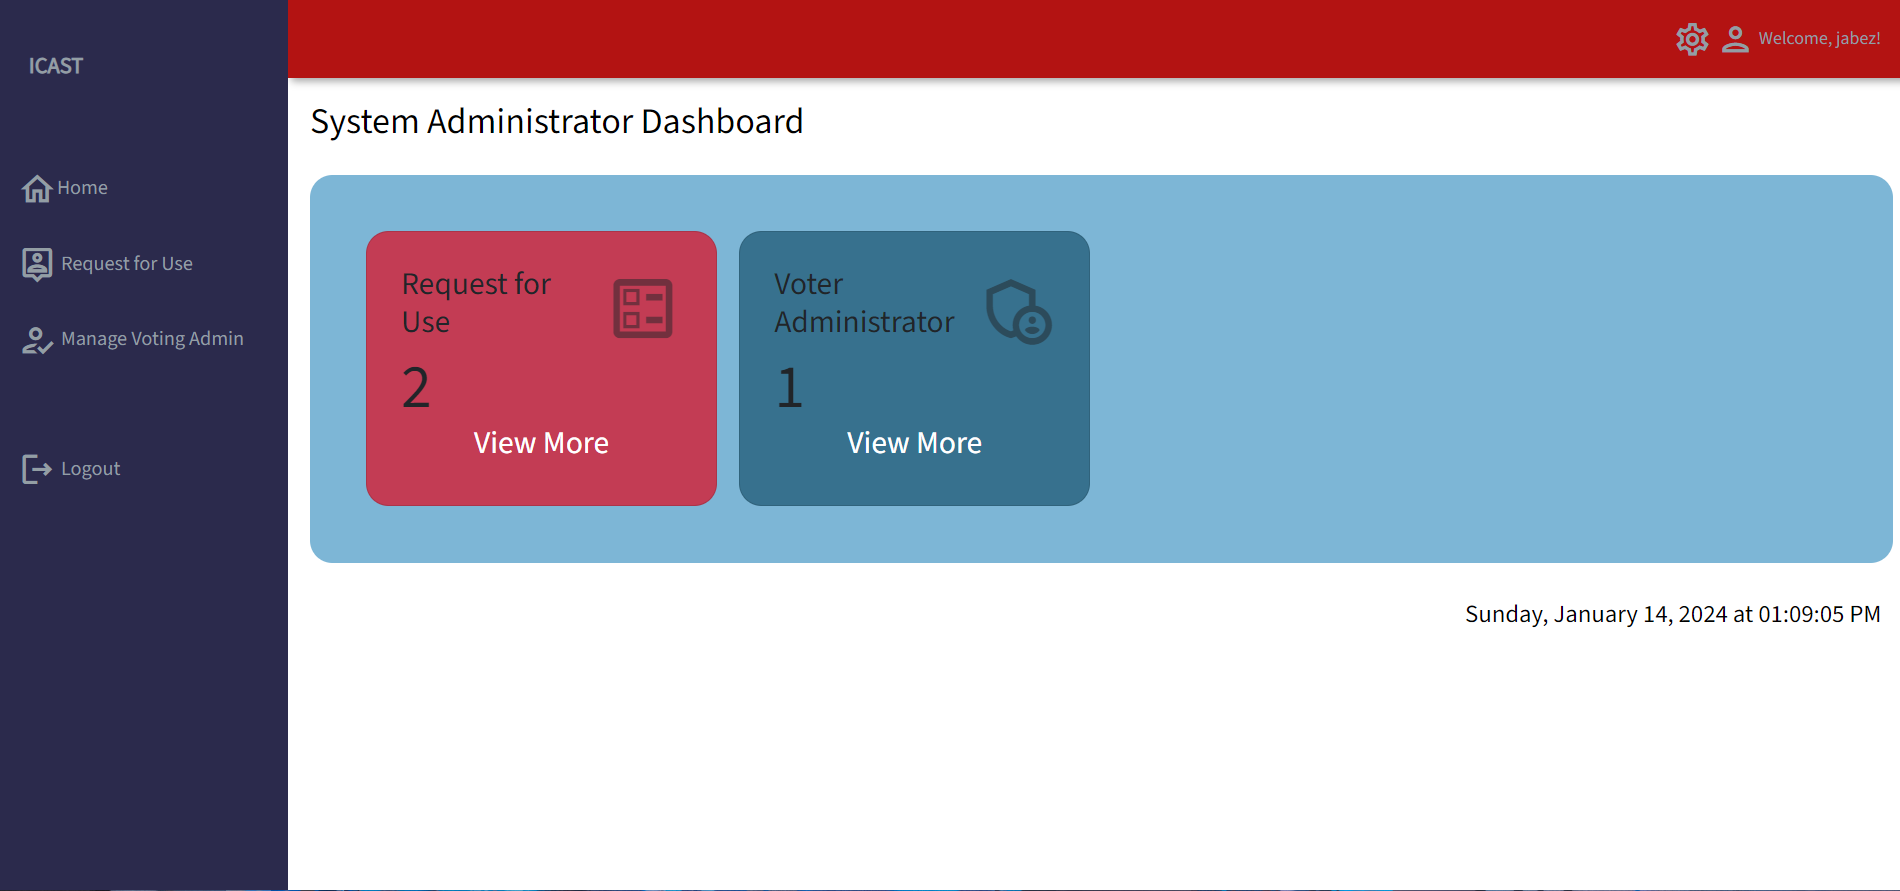 ICAST
Home
Request for Use
Manage Voting Admin
Logout
Welcome, jabez!
System Administrator Dashboard
Request for
Use
2
View More
Voter
Administrator
1
View More
Sunday, January 14, 2024 at 01:09:05 PM